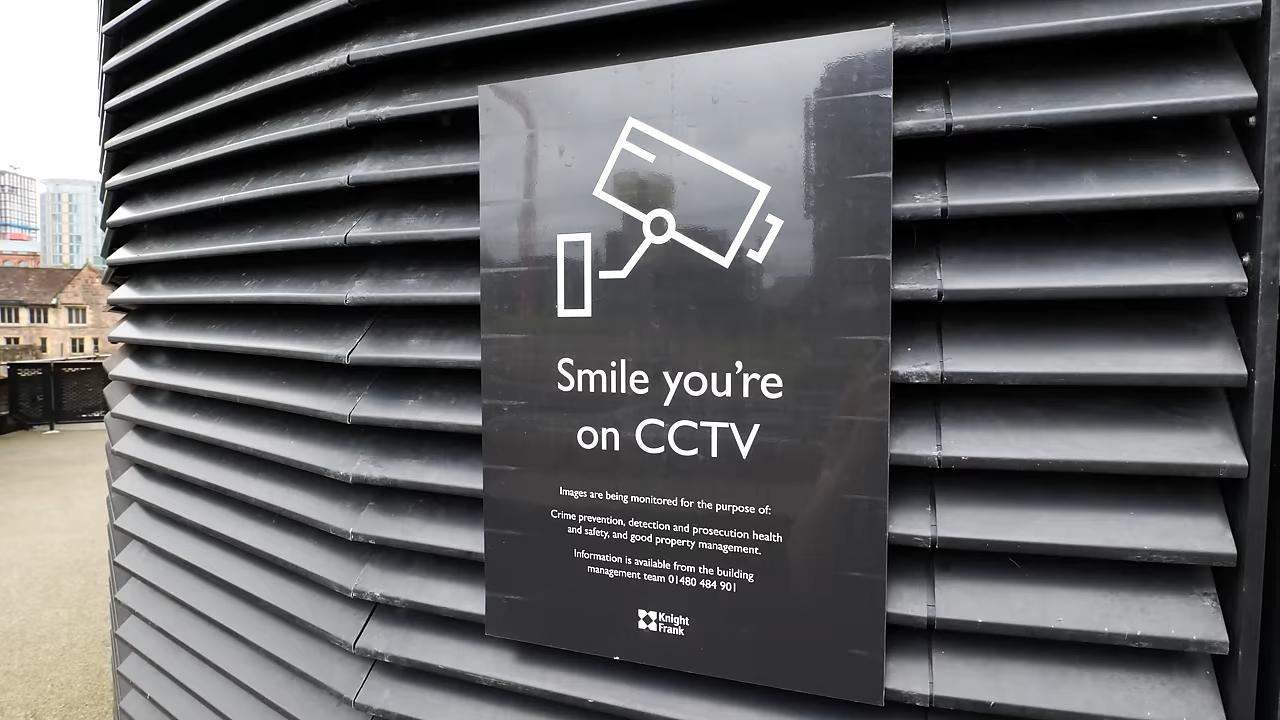 Smile you're
on CCTV
Images are being monitored for the purpose of:
Crime prevention, detection and prosecution health
and safety, and good property management.
Information is available from the building
management team 01480 484 901
Knight
Frank